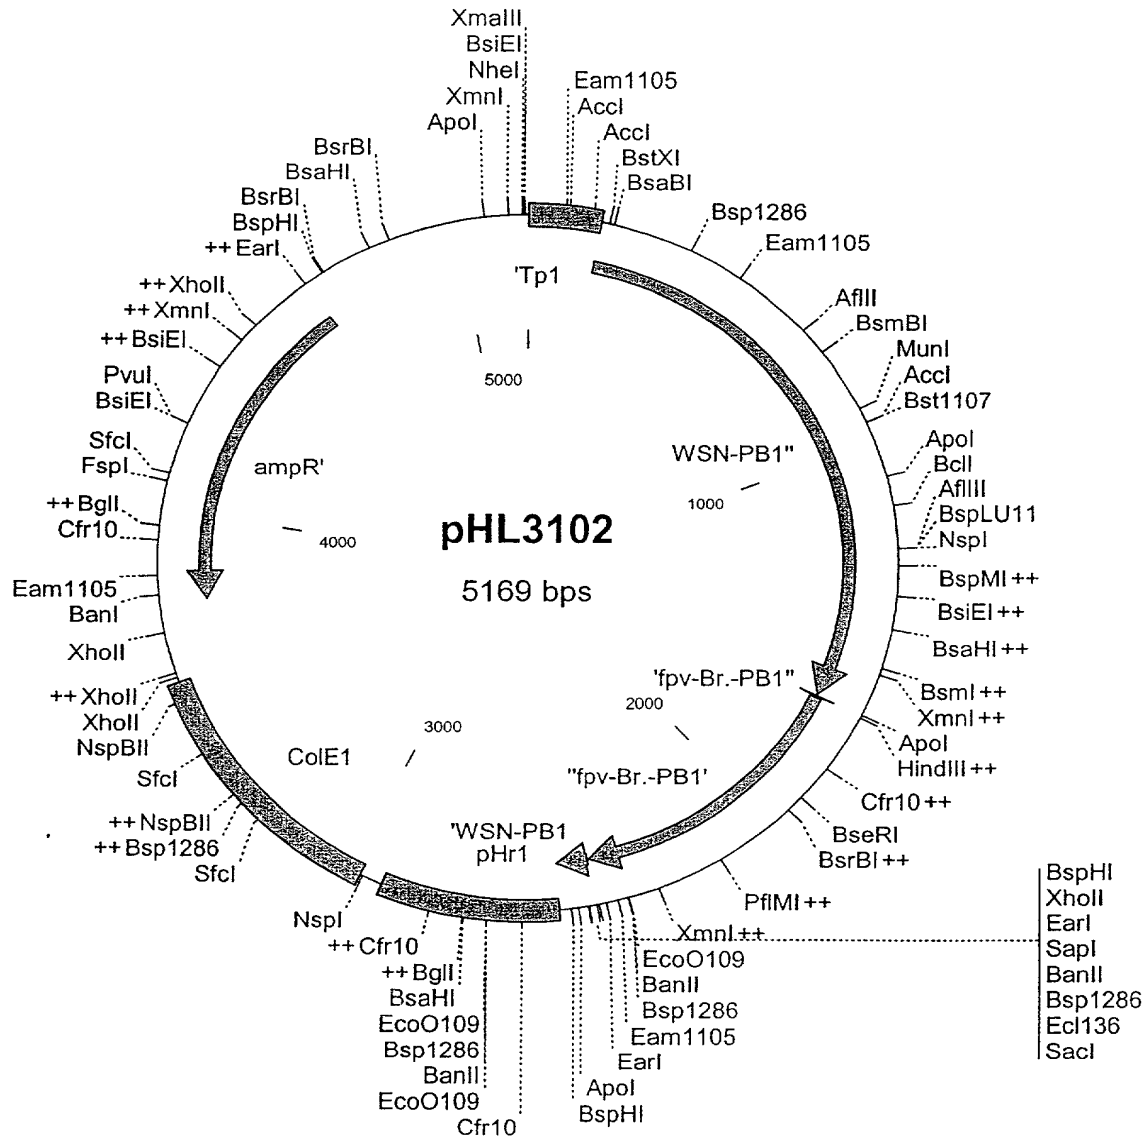 XmaIII
BsiEI
NheI
XmnI
ApoI
Eam1105
AccI
AccI
BstXI
BsaBI
BsrBI
BsaHI
BsrBI
BspHI
++EarI
Bsp1286
Eam1105
++XhoII
++XmnI
++BsiEI
PvuI
BsiEI
SfcI
FspI
++BglI
Cfr10
Eam1105
BanI
XhoII
++XhoII
XhoII
NspBII
SfcI
++NspBII
++Bsp1286
SfcI
NspI
++Cfr10
++BglI
BsaHI
EcoO109
Bsp1286
BanII
EcoO109
Cfr10
AflII
BsmBI
MunI
AccI
Bst1107
ApoI
BclI
AflIII
BspLU11
NspI
BspMI++
BsiEI++
BsaHI++
BsmI++
XmnI++
ApoI
HindIII++
Cfr10++
BseRI
BsrBI++
PflMI++
XmnI++
EcoO109
BanII
Bsp1286
Eam1105
EarI
ApoI
BspHI
BspHI
XhoII
EarI
SapI
BanII
Bsp1286
Ecl136
SacI
'Tp1
5000
WSN-PB1"
1000
ampR'
4000
pHL3102
5169 bps
'fpv-Br.-PB1"
2000
3000
ColE1
"fpv-Br.-PB1'
'WSN-PB1
pHr1